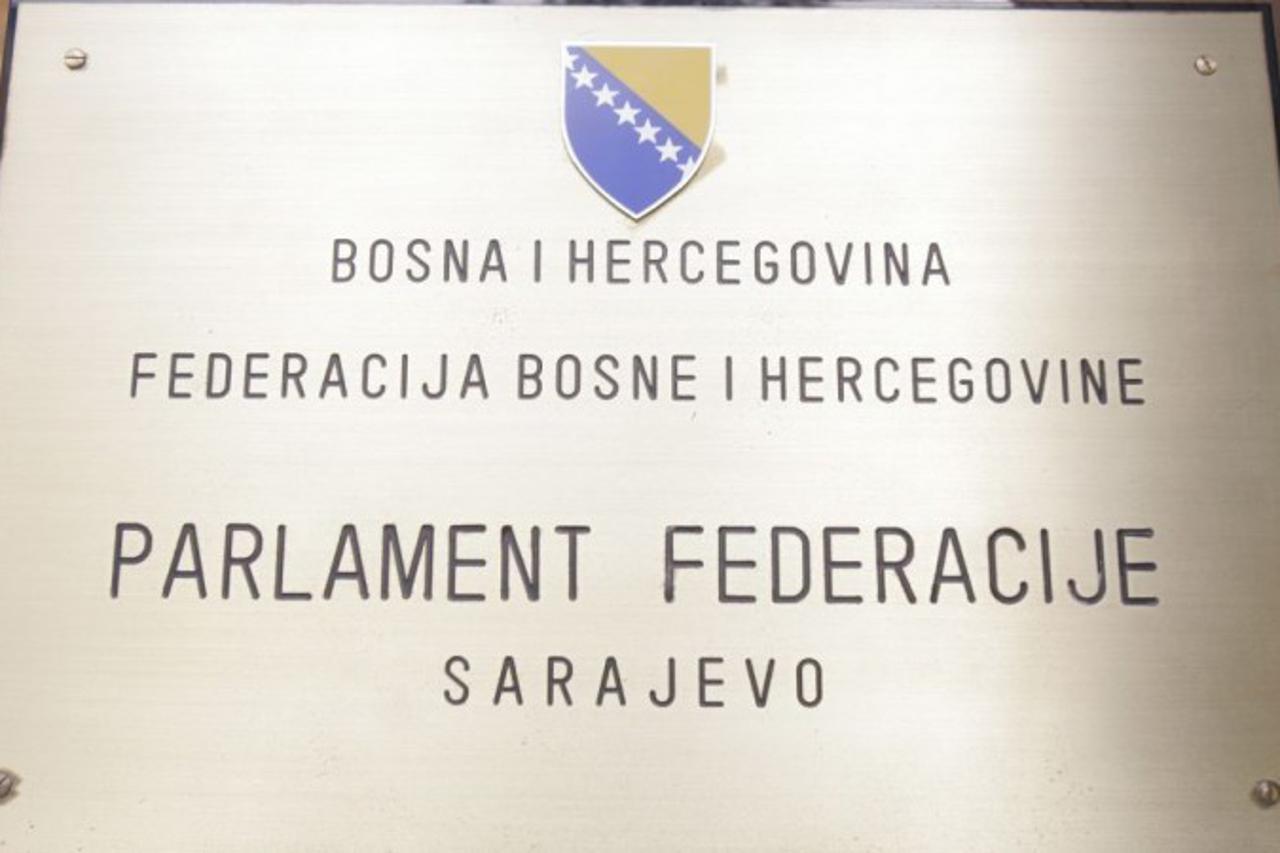 BOSNA I HERCEGOVINA
FEDERACIJA BOSNE I HERCEGOVINE
PARLAMENT FEDERACIJE
SARAJEVO